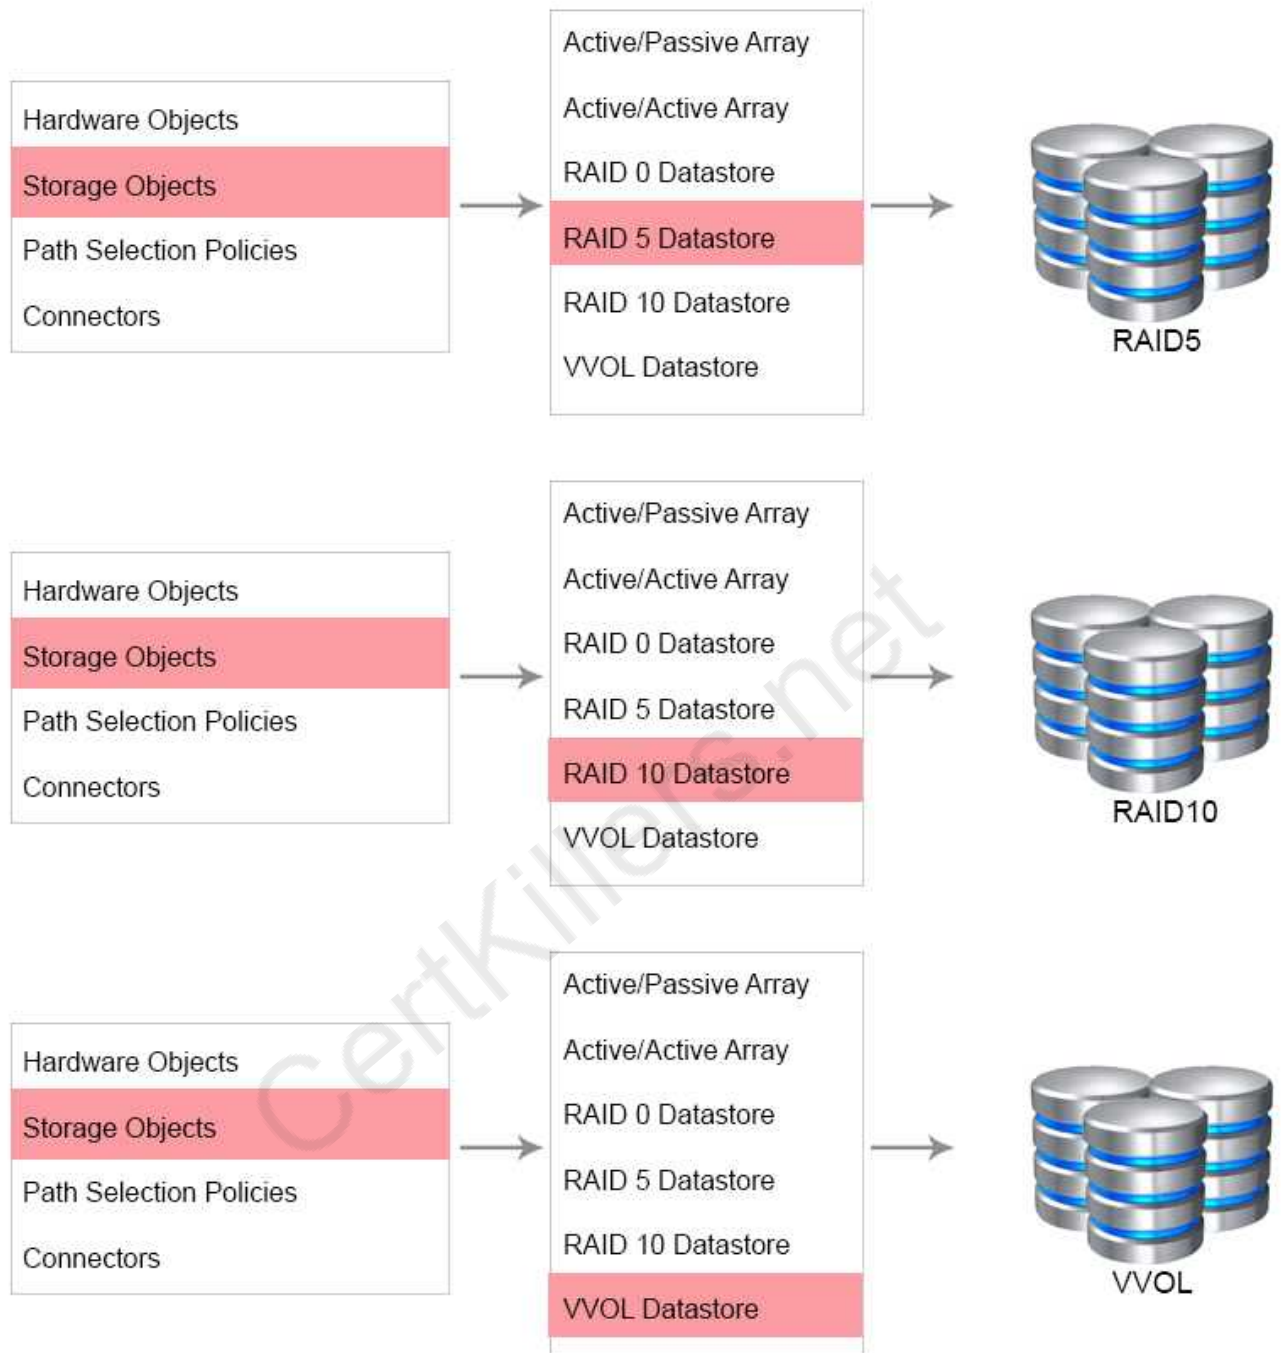 Hardware Objects
Storage Objects
Path Selection Policies
Connectors
Active/Passive Array
Active/Active Array
RAID 0 Datastore
RAID 5 Datastore
RAID 10 Datastore
VVOL Datastore
RAID5
Hardware Objects
Storage Objects
Path Selection Policies
Connectors
Active/Passive Array
Active/Active Array
RAID 0 Datastore
RAID 5 Datastore
RAID 10 Datastore
VVOL Datastore
RAID10
Hardware Objects
Storage Objects
Path Selection Policies
Connectors
Active/Passive Array
Active/Active Array
RAID 0 Datastore
RAID 5 Datastore
RAID 10 Datastore
VVOL Datastore
VVOL
CertKillers.net